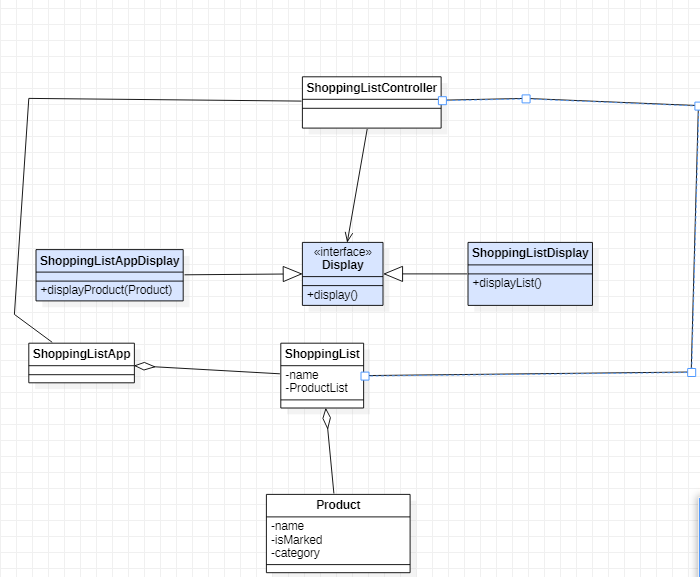 ShoppingListController
ShoppingListAppDisplay
+displayProduct(Product)
«interface»
Display
+display()
ShoppingListDisplay
+displayList()
ShoppingListApp
ShoppingList
-name
-ProductList
Product
-name
-isMarked
-category